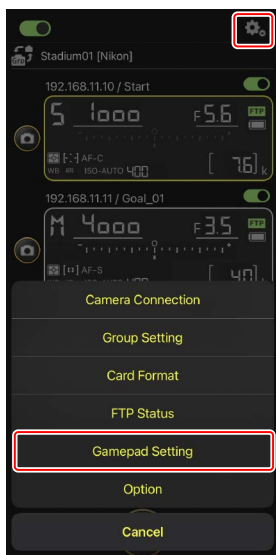 Stadium01 [Nikon]
192.168.11.10 / Start
S 1000 F5.6 FTP
AF-C
WB ISO-AUTO 400 [ 7.6] k
192.168.11.11 / Goal_01
M 4000 F3.5 FTP
AF-S
Camera Connection
Group Setting
Card Format
FTP Status
Gamepad Setting
Option
Cancel